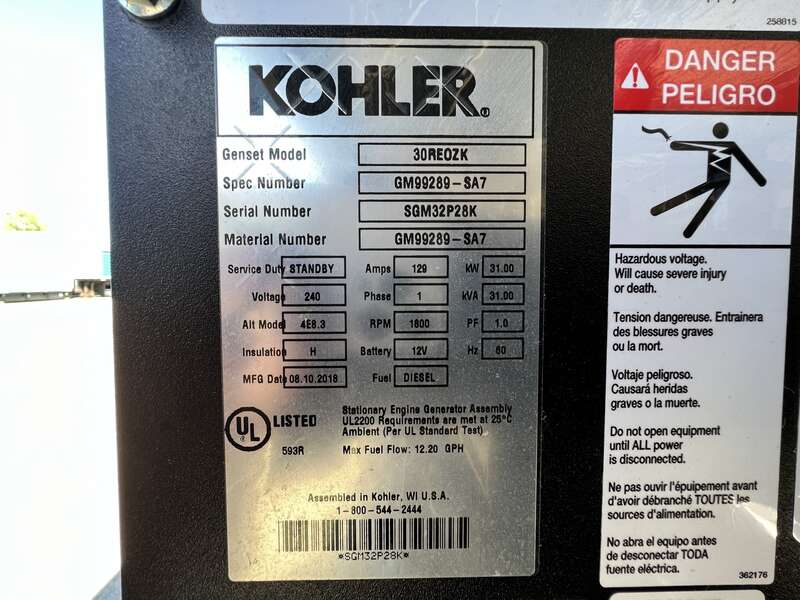 258815
KOHLER®
Genset Model 30REOZK
Spec Number GM99289-SA7
Serial Number SGM32P28K
Material Number GM99289-SA7
Service Duty STANDBY Amps 129 kW 31.00
Voltage 240 Phase 1 kVA 31.00
Alt Model 4E8.3 RPM 1800 PF 1.0
Insulation H Battery 12V Hz 60
MFG Date 08.10.2018 Fuel DIESEL
UL LISTED
593R
Stationary Engine Generator Assembly
UL2200 Requirements are met at 25°C
Ambient (Per UL Standard Test)
Max Fuel Flow: 12.20 GPH
Assembled in Kohler, WI U.S.A.
1-800-544-2444
*SGM32P28K*
DANGER
PELIGRO
Hazardous voltage.
Will cause severe injury
or death.
Tension dangereuse. Entrainera
des blessures graves
ou la mort.
Voltaje peligroso.
Causará heridas
graves o la muerte.
Do not open equipment
until ALL power
is disconnected.
Ne pas ouvir l'épuipement avant
d'avoir débranché TOUTES les
sources d'alimentation.
No abra el equipo antes
de desconectar TODA
fuente eléctrica.
362176